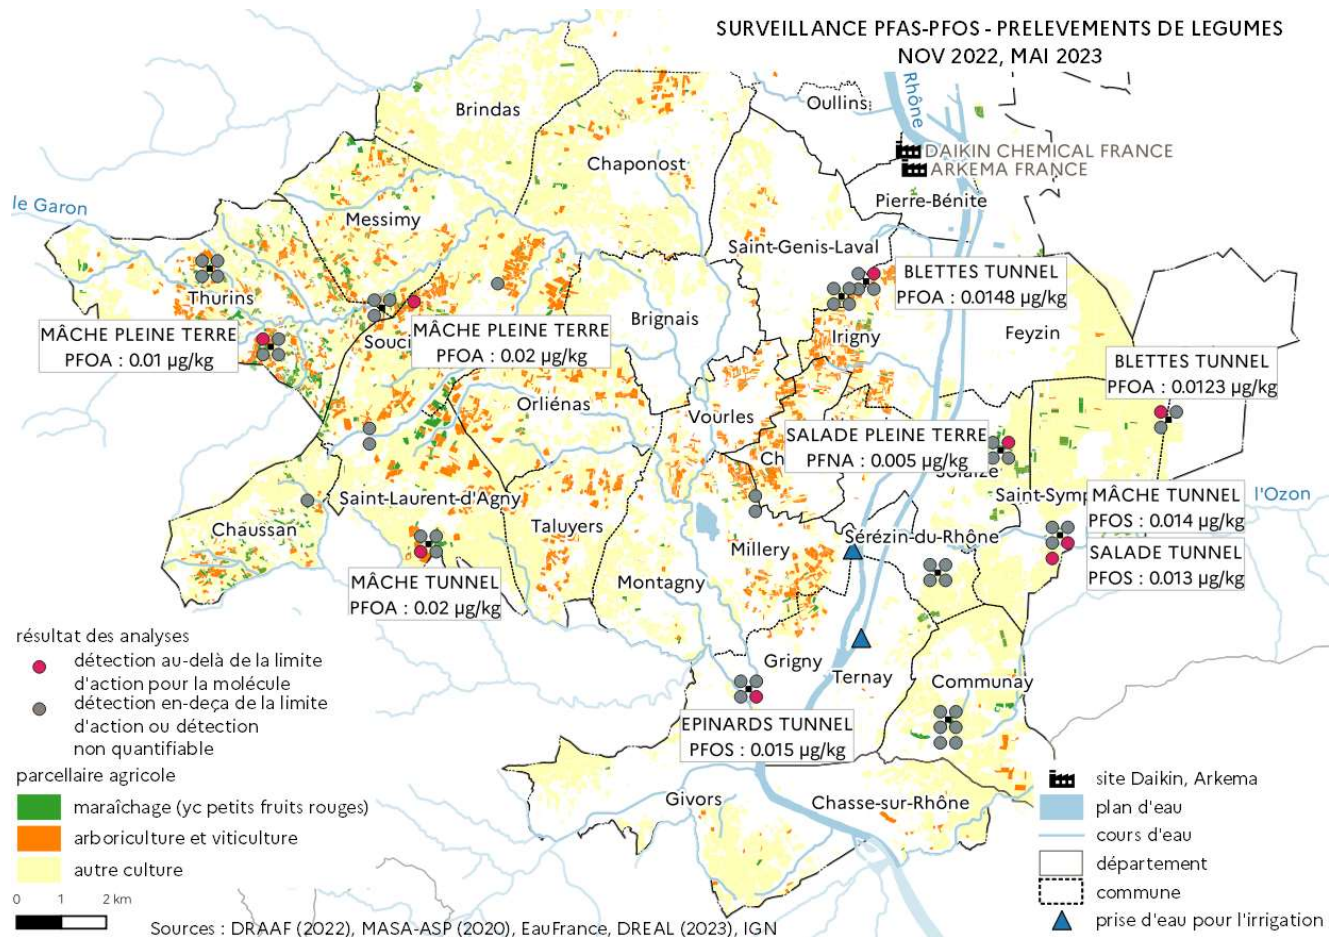 SURVEILLANCE PFAS-PFOS - PRELEVEMENTS DE LEGUMES
NOV 2022, MAI 2023
Rhône
Oullins
Brindas
DAIKIN CHEMICAL FRANCE
Chaponost
ARKEMA FRANCE
Pierre-Bénite
le Garon
Messimy
Saint-Genis-Laval
BLETTES TUNNEL
PFOA : 0.0148 µg/kg
Thurins
Brignais
MÂCHE PLEINE TERRE
PFOA : 0.01 µg/kg
Souci
MÂCHE PLEINE TERRE
PFOA : 0.02 µg/kg
Irigny
Feyzin
BLETTES TUNNEL
PFOA : 0.0123 µg/kg
Orliénas
Vourles
SALADE PLEINE TERRE
PFNA : 0.005 µg/kg
Ch
Solaize
Saint-Laurent-d'Agny
Saint-Symp
MÂCHE TUNNEL
PFOS : 0.014 µg/kg
l'Ozon
Chaussan
Taluyers
Millery
Sérézin-du-Rhône
SALADE TUNNEL
PFOS : 0.013 µg/kg
MÂCHE TUNNEL
PFOA : 0.02 µg/kg
Montagny
Grigny
Ternay
Communay
EPINARDS TUNNEL
PFOS : 0.015 µg/kg
Givors
Chasse-sur-Rhône
résultat des analyses
détection au-delà de la limite
d'action pour la molécule
détection en-deça de la limite
d'action ou détection
non quantifiable
parcellaire agricole
maraîchage (yc petits fruits rouges)
arboriculture et viticulture
autre culture
0 1 2 km
site Daikin, Arkema
plan d'eau
cours d'eau
département
commune
prise d'eau pour l'irrigation
Sources : DRAAF (2022), MASA-ASP (2020), EauFrance, DREAL (2023), IGN